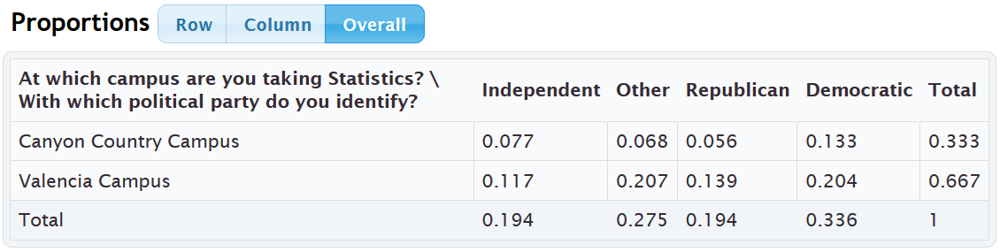 Proportions Row Column Overall
At which campus are you taking Statistics? \
With which political party do you identify?
Independent Other Republican Democratic Total
Canyon Country Campus 0.077 0.068 0.056 0.133 0.333
Valencia Campus 0.117 0.207 0.139 0.204 0.667
Total 0.194 0.275 0.194 0.336 1